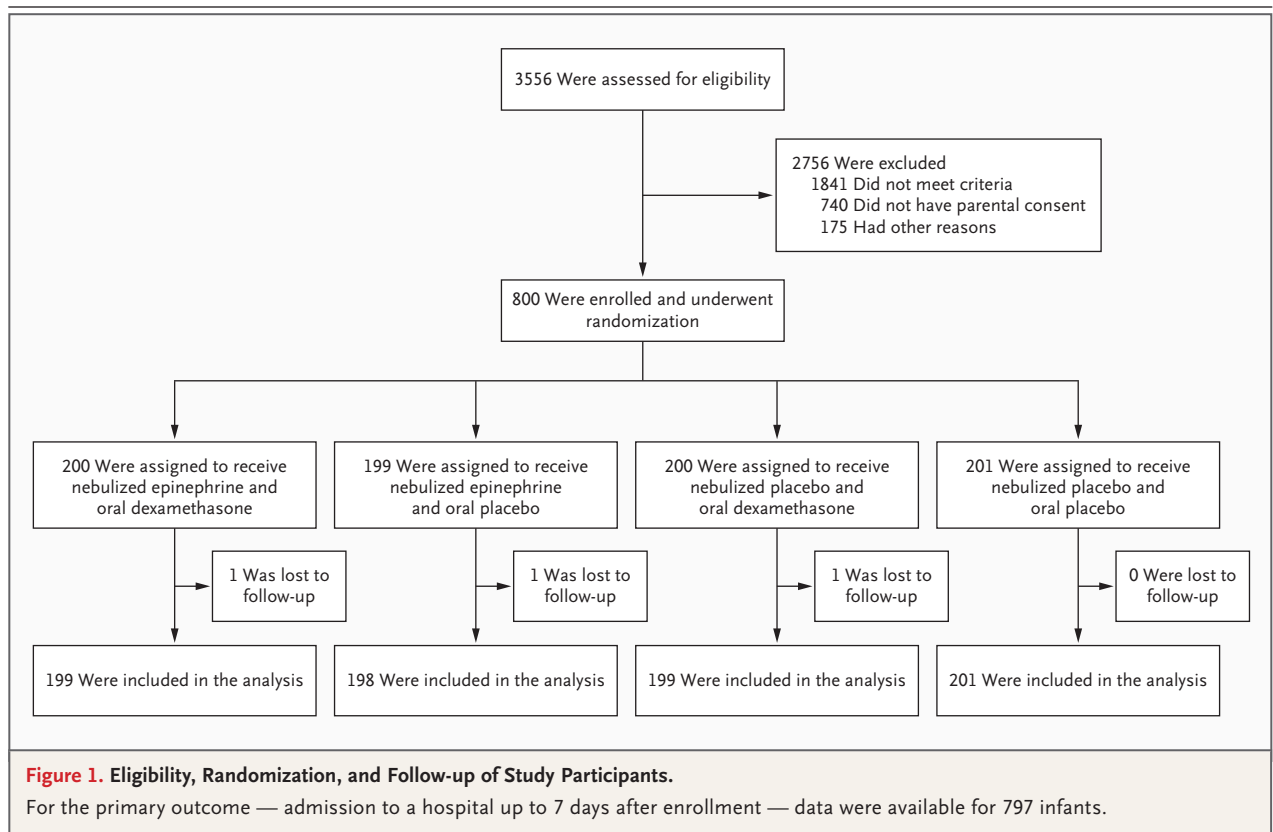 3556 Were assessed for eligibility
2756 Were excluded
1841 Did not meet criteria
740 Did not have parental consent
175 Had other reasons
800 Were enrolled and underwent
randomization
200 Were assigned to receive
nebulized epinephrine and
oral dexamethasone
199 Were assigned to receive
nebulized epinephrine
and oral placebo
200 Were assigned to receive
nebulized placebo and
oral dexamethasone
201 Were assigned to receive
nebulized placebo and
oral placebo
1 Was lost to
follow-up
1 Was lost to
follow-up
1 Was lost to
follow-up
0 Were lost to
follow-up
199 Were included in the analysis
198 Were included in the analysis
199 Were included in the analysis
201 Were included in the analysis
Figure 1. Eligibility, Randomization, and Follow-up of Study Participants.
For the primary outcome — admission to a hospital up to 7 days after enrollment — data were available for 797 infants.